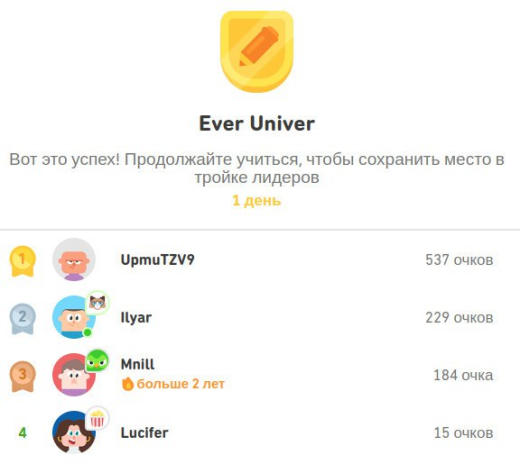 Ever Univer
Вот это успех! Продолжайте учиться, чтобы сохранить место в
тройке лидеров
1 день
1 UpmuTZV9 537 очков
2 Ilyar 229 очков
3 Mnill 184 очка
больше 2 лет
4 Lucifer 15 очков